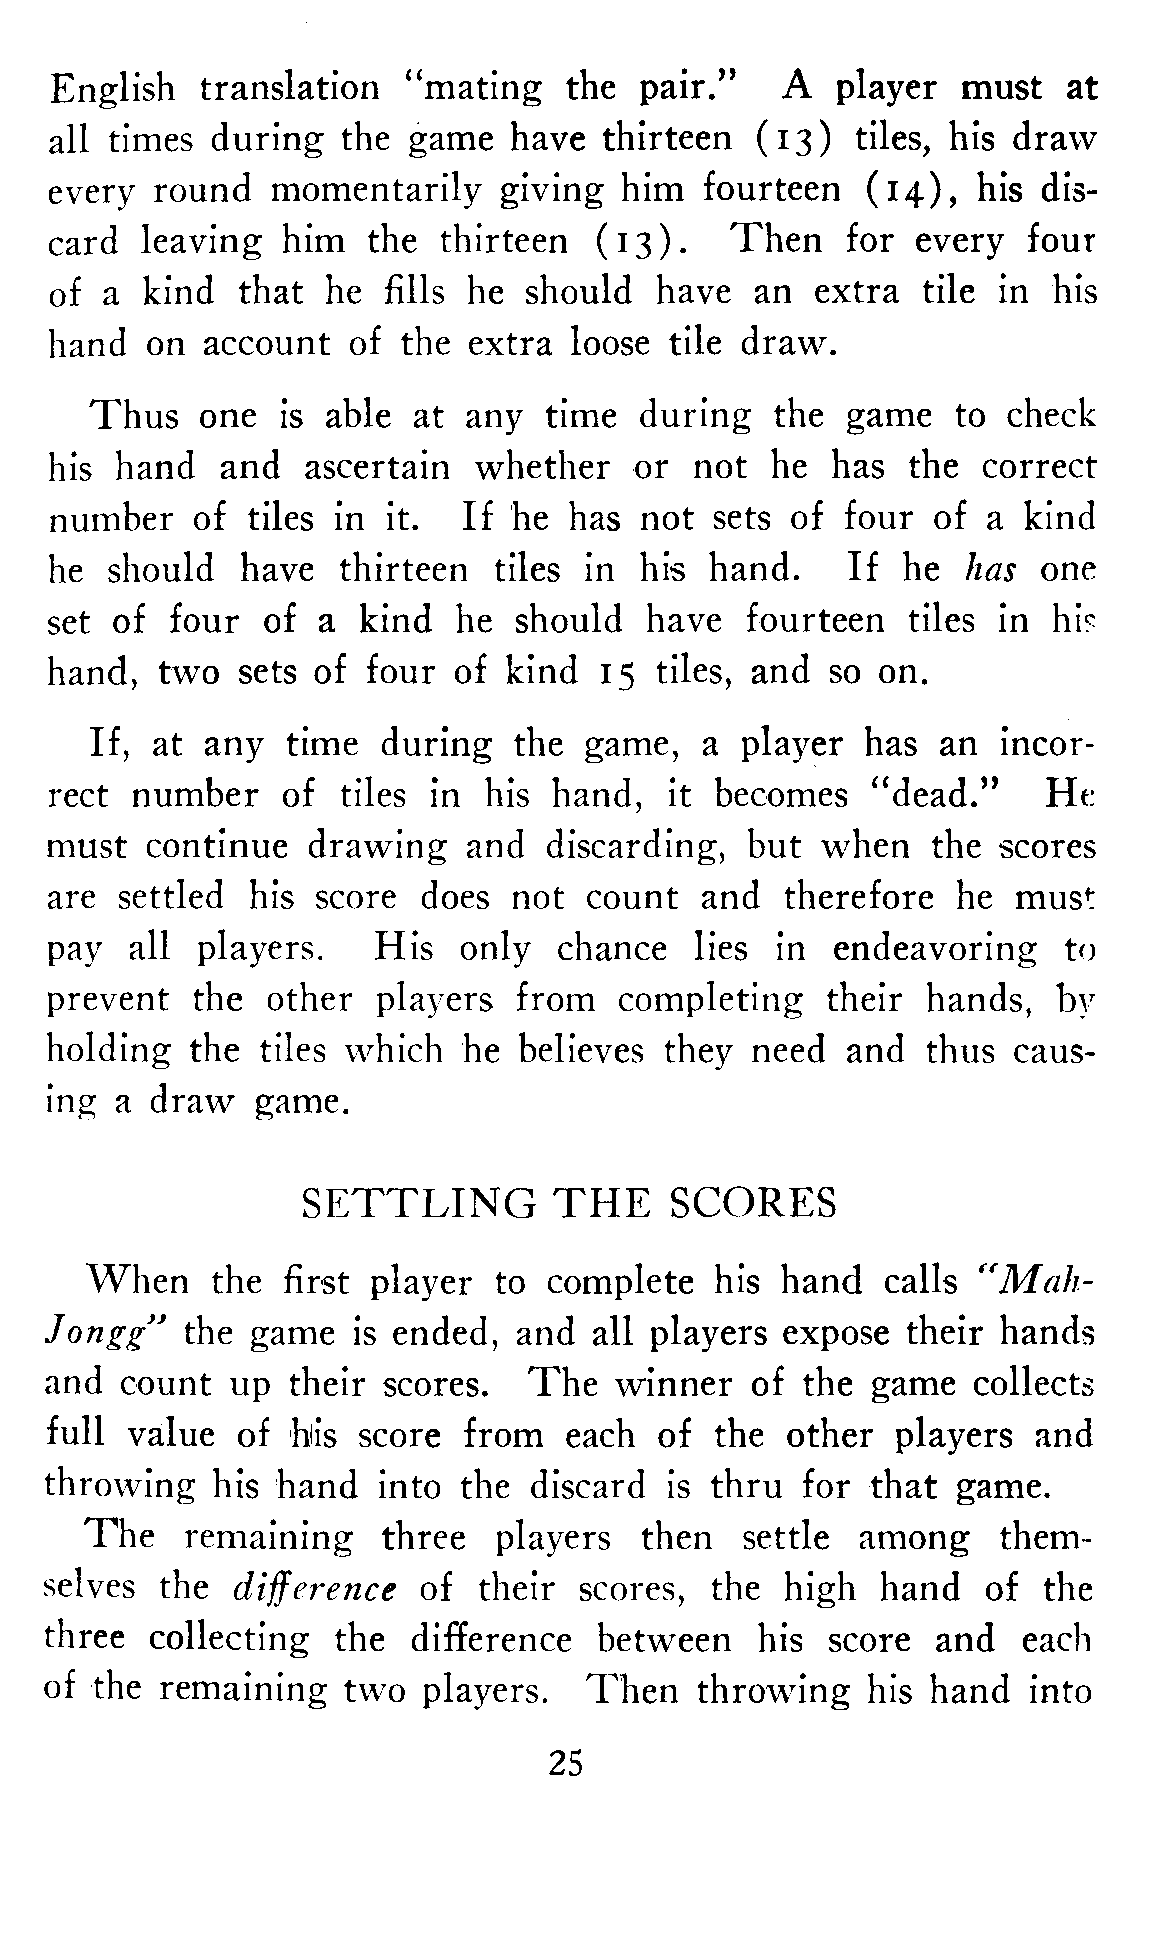 English translation “mating the pair.” A player must at
all times during the game have thirteen (13) tiles, his draw
every round momentarily giving him fourteen (14), his dis-
card leaving him the thirteen (13). Then for every four
of a kind that he fills he should have an extra tile in his
hand on account of the extra loose tile draw.
Thus one is able at any time during the game to check
his hand and ascertain whether or not he has the correct
number of tiles in it. If he has not sets of four of a kind
he should have thirteen tiles in his hand. If he has one
set of four of a kind he should have fourteen tiles in his
hand, two sets of four of kind 15 tiles, and so on.
If, at any time during the game, a player has an incor-
rect number of tiles in his hand, it becomes “dead.” He
must continue drawing and discarding, but when the scores
are settled his score does not count and therefore he must
pay all players. His only chance lies in endeavoring to
prevent the other players from completing their hands, by
holding the tiles which he believes they need and thus caus-
ing a draw game.
SETTLING THE SCORES
When the first player to complete his hand calls “Mah-
Jongg” the game is ended, and all players expose their hands
and count up their scores. The winner of the game collects
full value of his score from each of the other players and
throwing his hand into the discard is thru for that game.
The remaining three players then settle among them-
selves the difference of their scores, the high hand of the
three collecting the difference between his score and each
of the remaining two players. Then throwing his hand into
25